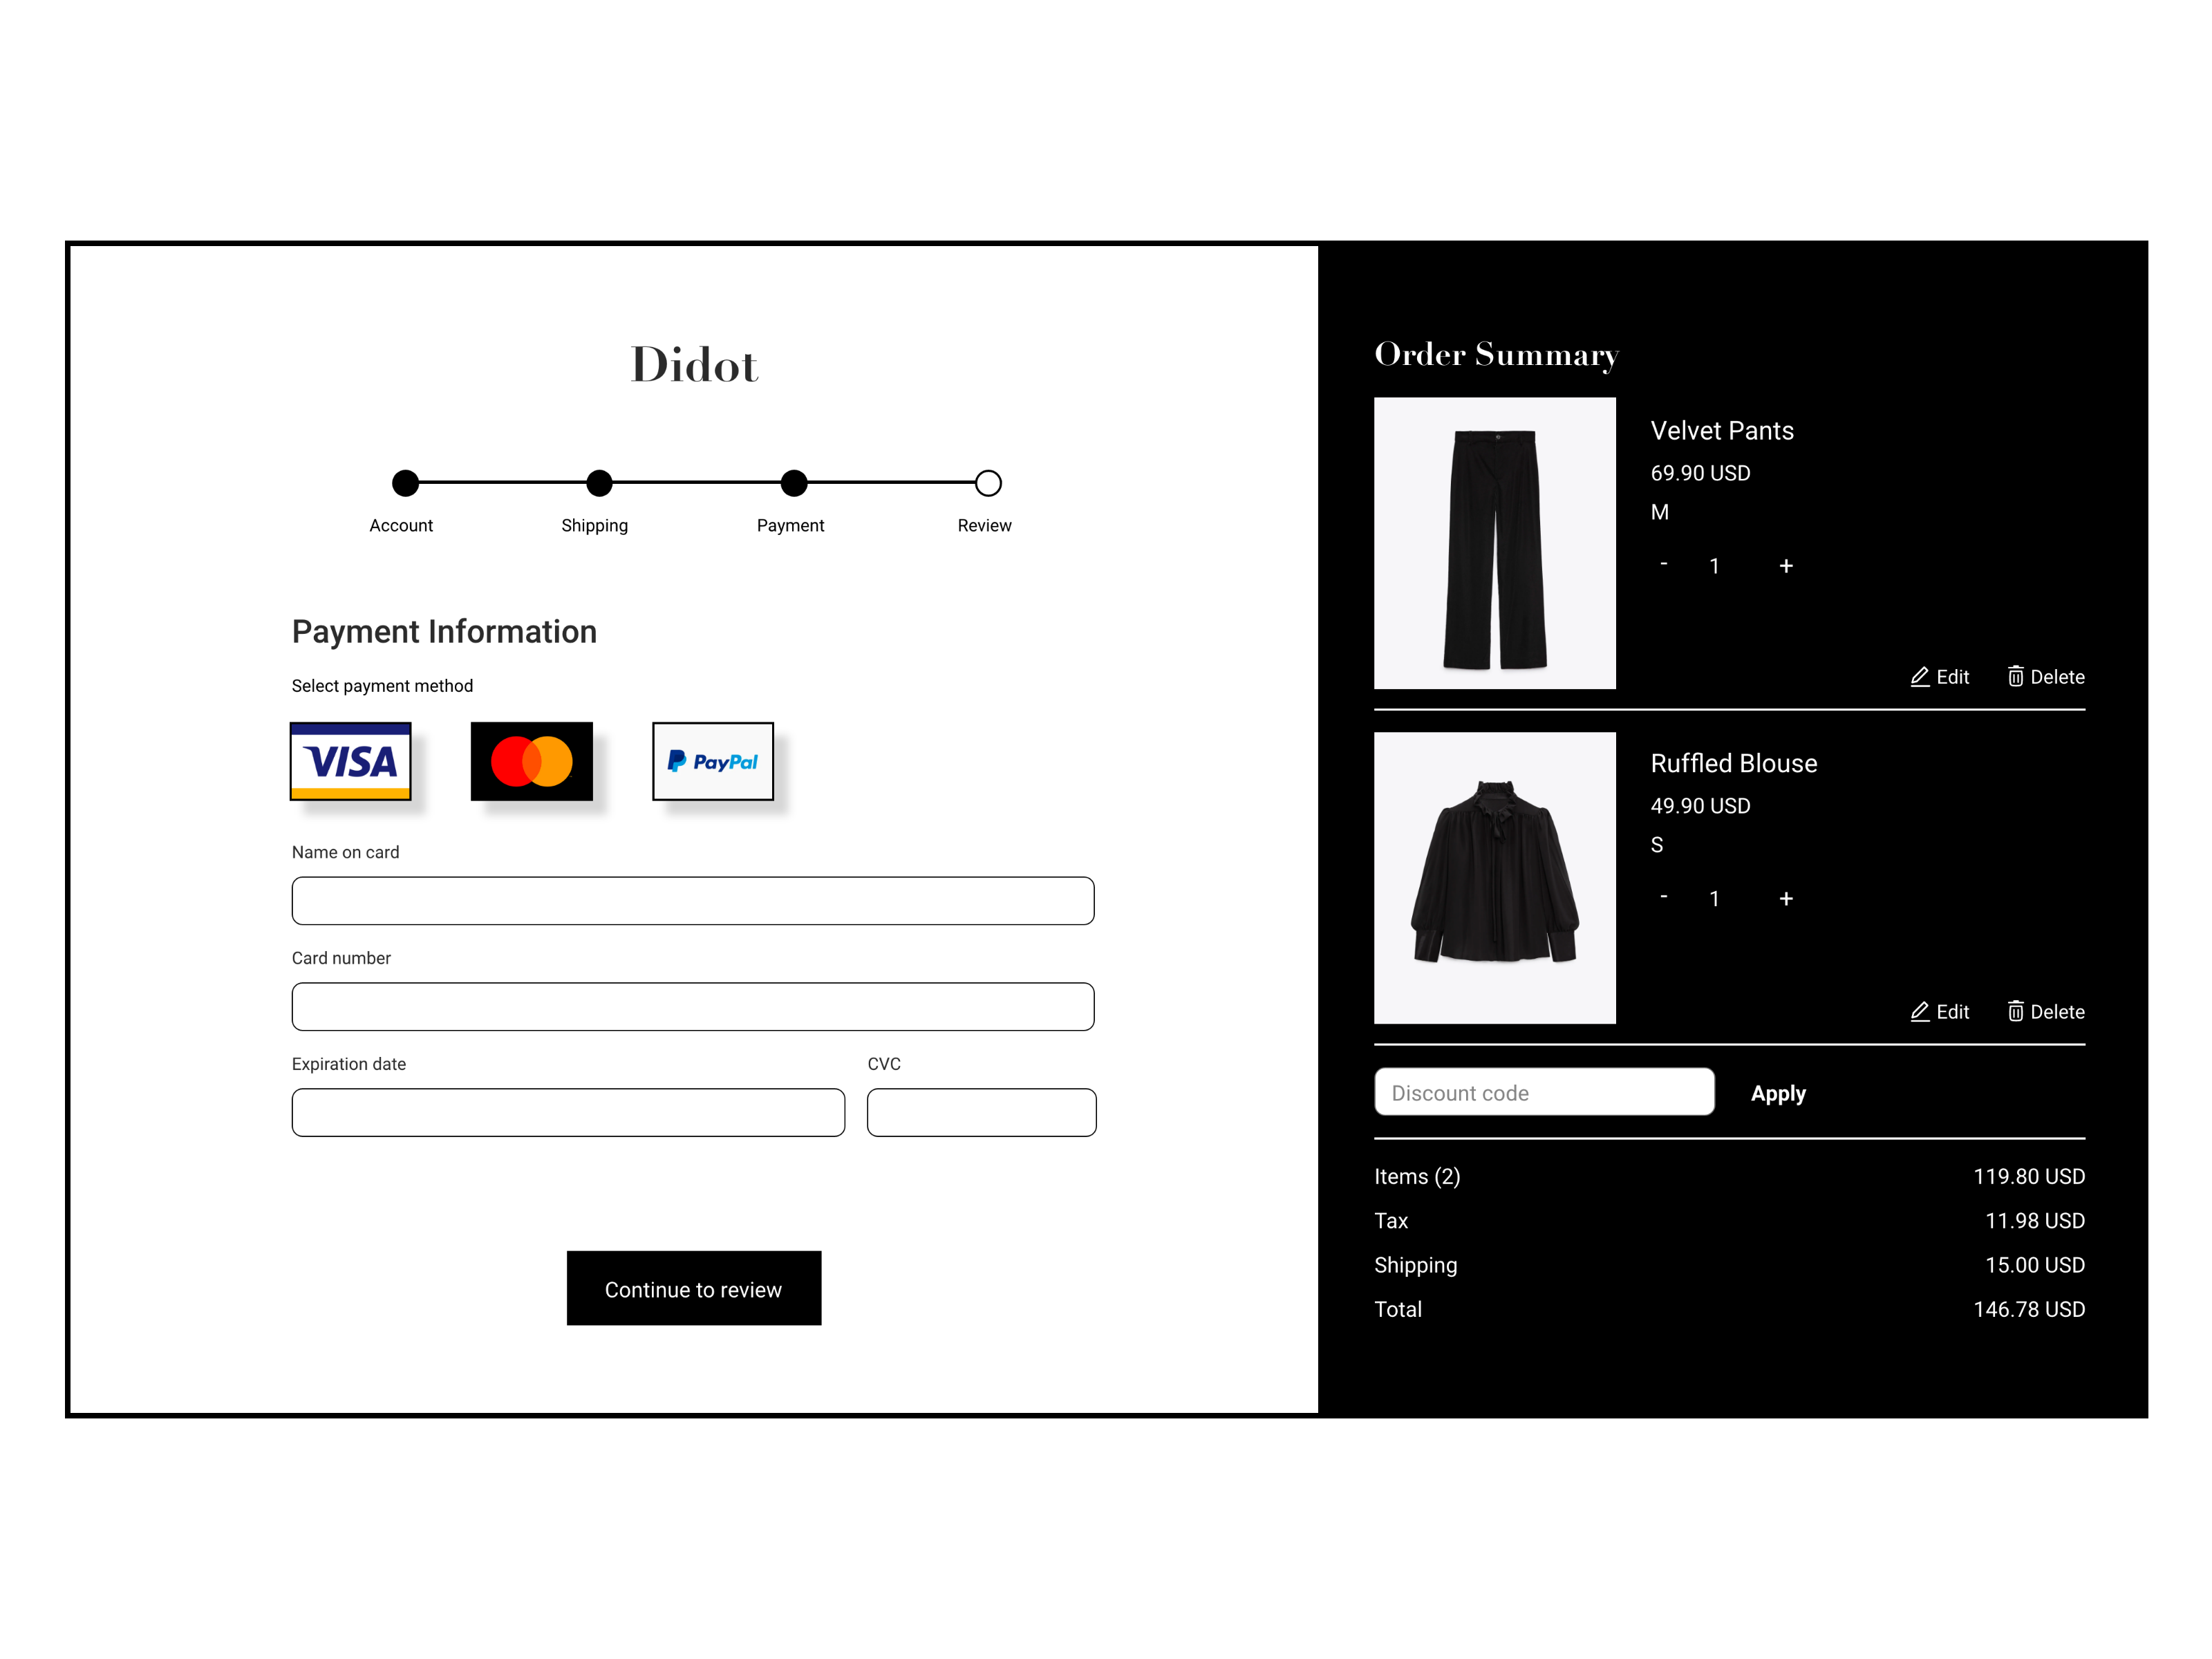 Didot
Account Shipping Payment Review
Payment Information
Select payment method
VISA PayPal
Name on card
Card number
Expiration date CVC
Continue to review
Order Summary
Velvet Pants
69.90 USD
M
- 1 +
Edit Delete
Ruffled Blouse
49.90 USD
S
- 1 +
Edit Delete
Discount code Apply
Items (2) 119.80 USD
Tax 11.98 USD
Shipping 15.00 USD
Total 146.78 USD